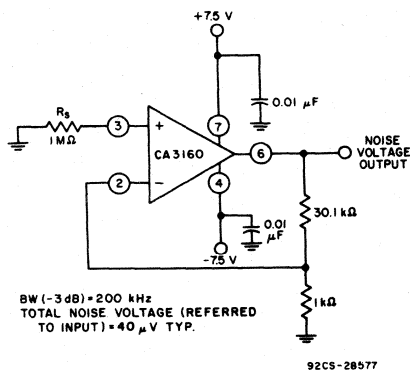 +7.5 V
0.01 µF
Rs
1MΩ
3
+
7
CA3160
6
NOISE
VOLTAGE
OUTPUT
2
−
4
0.01
µF
30.1 kΩ
-7.5 V
1kΩ
BW (-3 dB) = 200 kHz
TOTAL NOISE VOLTAGE (REFERRED
TO INPUT) = 40 µV TYP.
92CS-28577